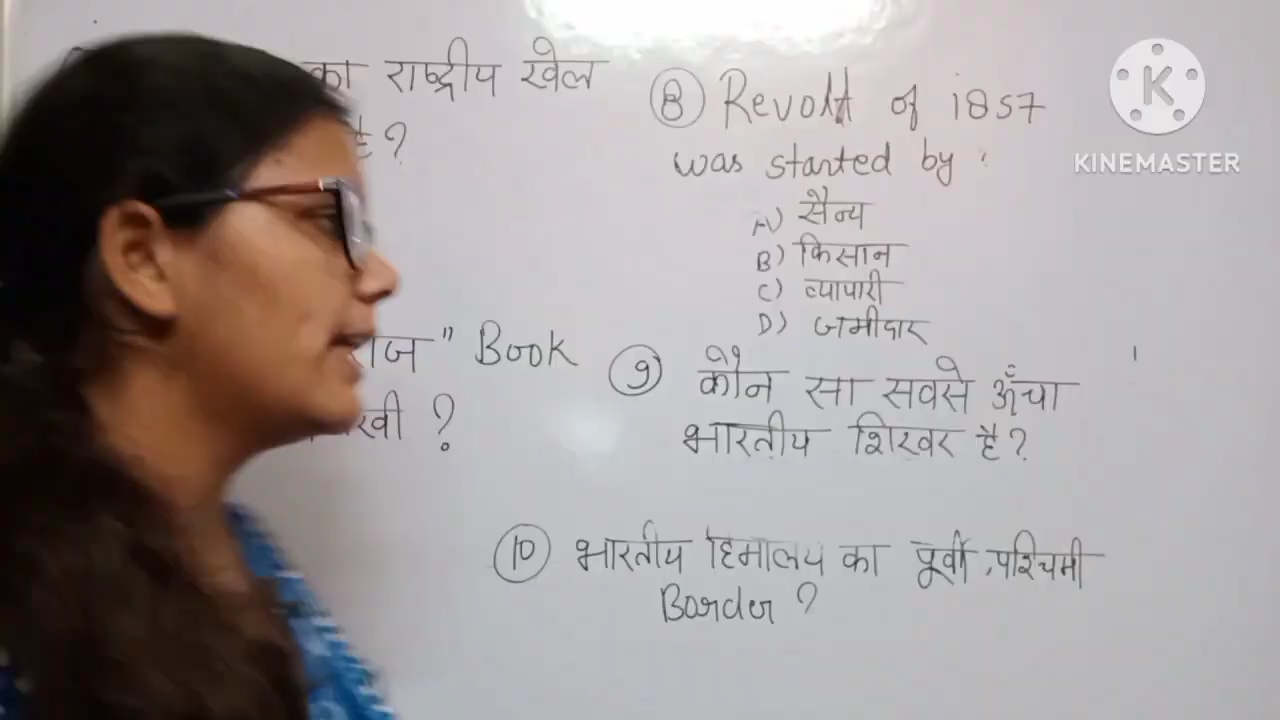 का राष्ट्रीय खेल
है?
राज" Book
लिखी ?
⑧ Revolt of 1857
was started by :
A) सैन्य
B) किसान
C) व्यापारी
D) जमीदार
⑨ कौन सा सबसे ऊँचा
भारतीय शिखर है?
⑩ भारतीय हिमालय का पूर्वी, पश्चिमी
Border ?
K
KINEMASTER